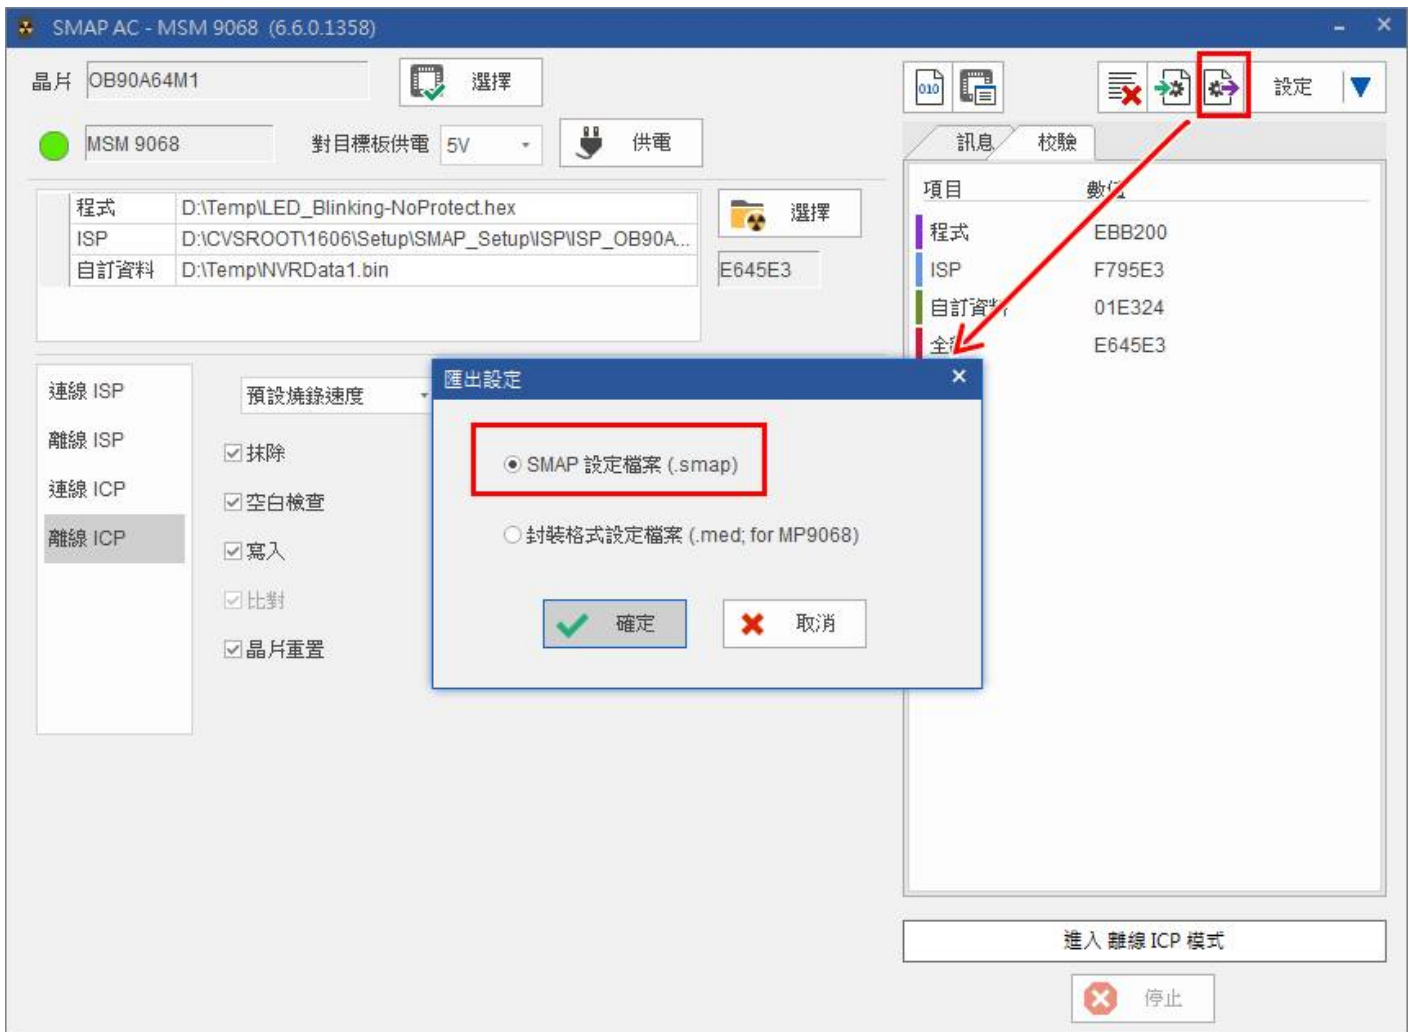 SMAP AC - MSM 9068 (6.6.0.1358)
晶片 OB90A64M1 選擇
010
設定
MSM 9068 對目標板供電 5V 供電
訊息 校驗
程式 D:\Temp\LED_Blinking-NoProtect.hex
ISP D:\CVSROOT\1606\Setup\SMAP_Setup\ISP\ISP_OB90A...
自訂資料 D:\Temp\NVRData1.bin
選擇
E645E3
項目
程式 EBB200
ISP F795E3
自訂資料 01E324
E645E3
連線 ISP
離線 ISP
連線 ICP
離線 ICP
預設燒錄速度
抹除
空白檢查
寫入
比對
晶片重置
匯出設定
SMAP 設定檔案 (.smap)
封裝格式設定檔案 (.med; for MP9068)
確定 取消
進入 離線 ICP 模式
停止